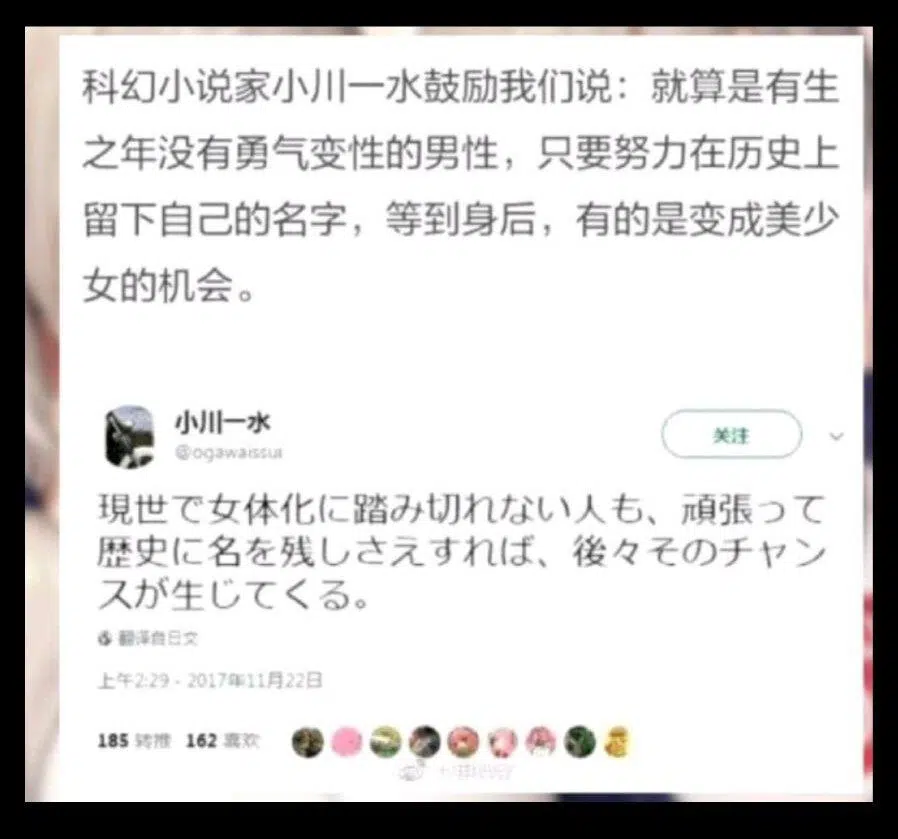 科幻小说家小川一水鼓励我们说：就算是有生
之年没有勇气变性的男性，只要努力在历史上
留下自己的名字，等到身后，有的是变成美少
女的机会。
小川一水
@ogawaissui
关注
現世で女体化に踏み切れない人も、頑張って
歴史に名を残しさえすれば、後々そのチャン
スが生じてくる。
翻译自日文
上午2:29 - 2017年11月22日
185 转推 162 喜欢